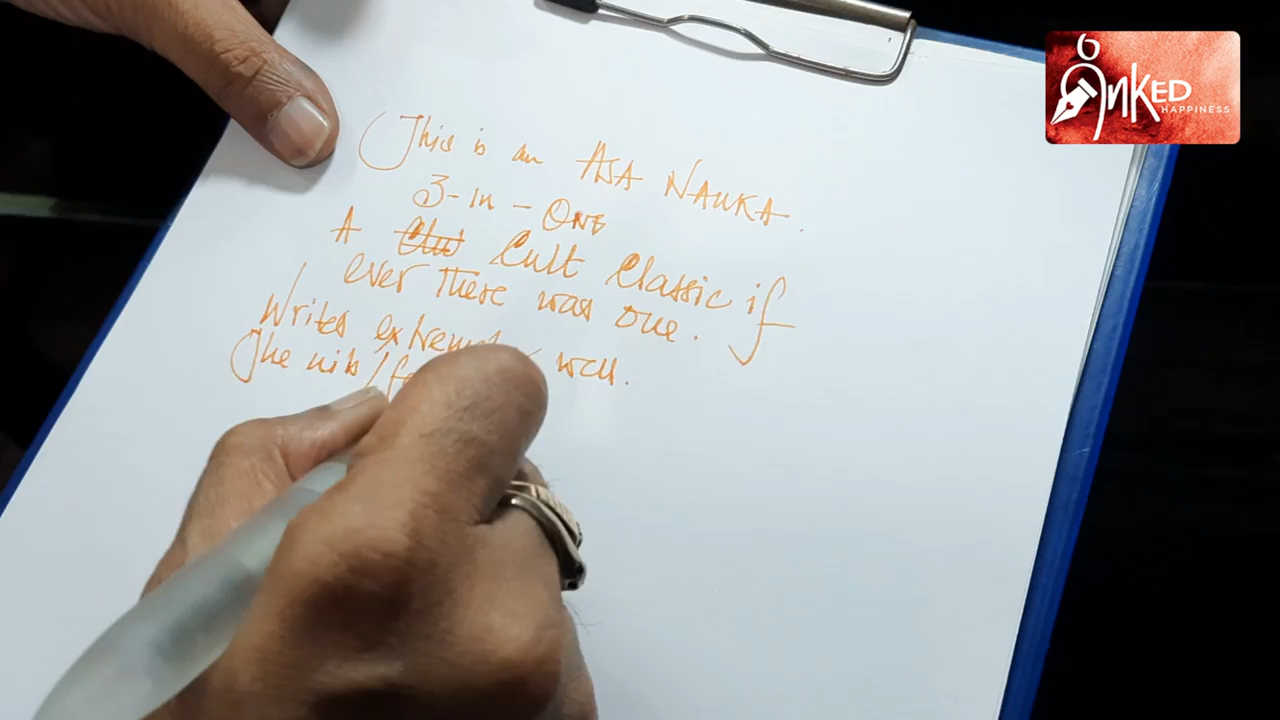 This is an ASA NAUKA.
3-in-ONE
A Cult Classic if
ever there was one.
Writes well.
The nib/
inKED
HAPPINESS